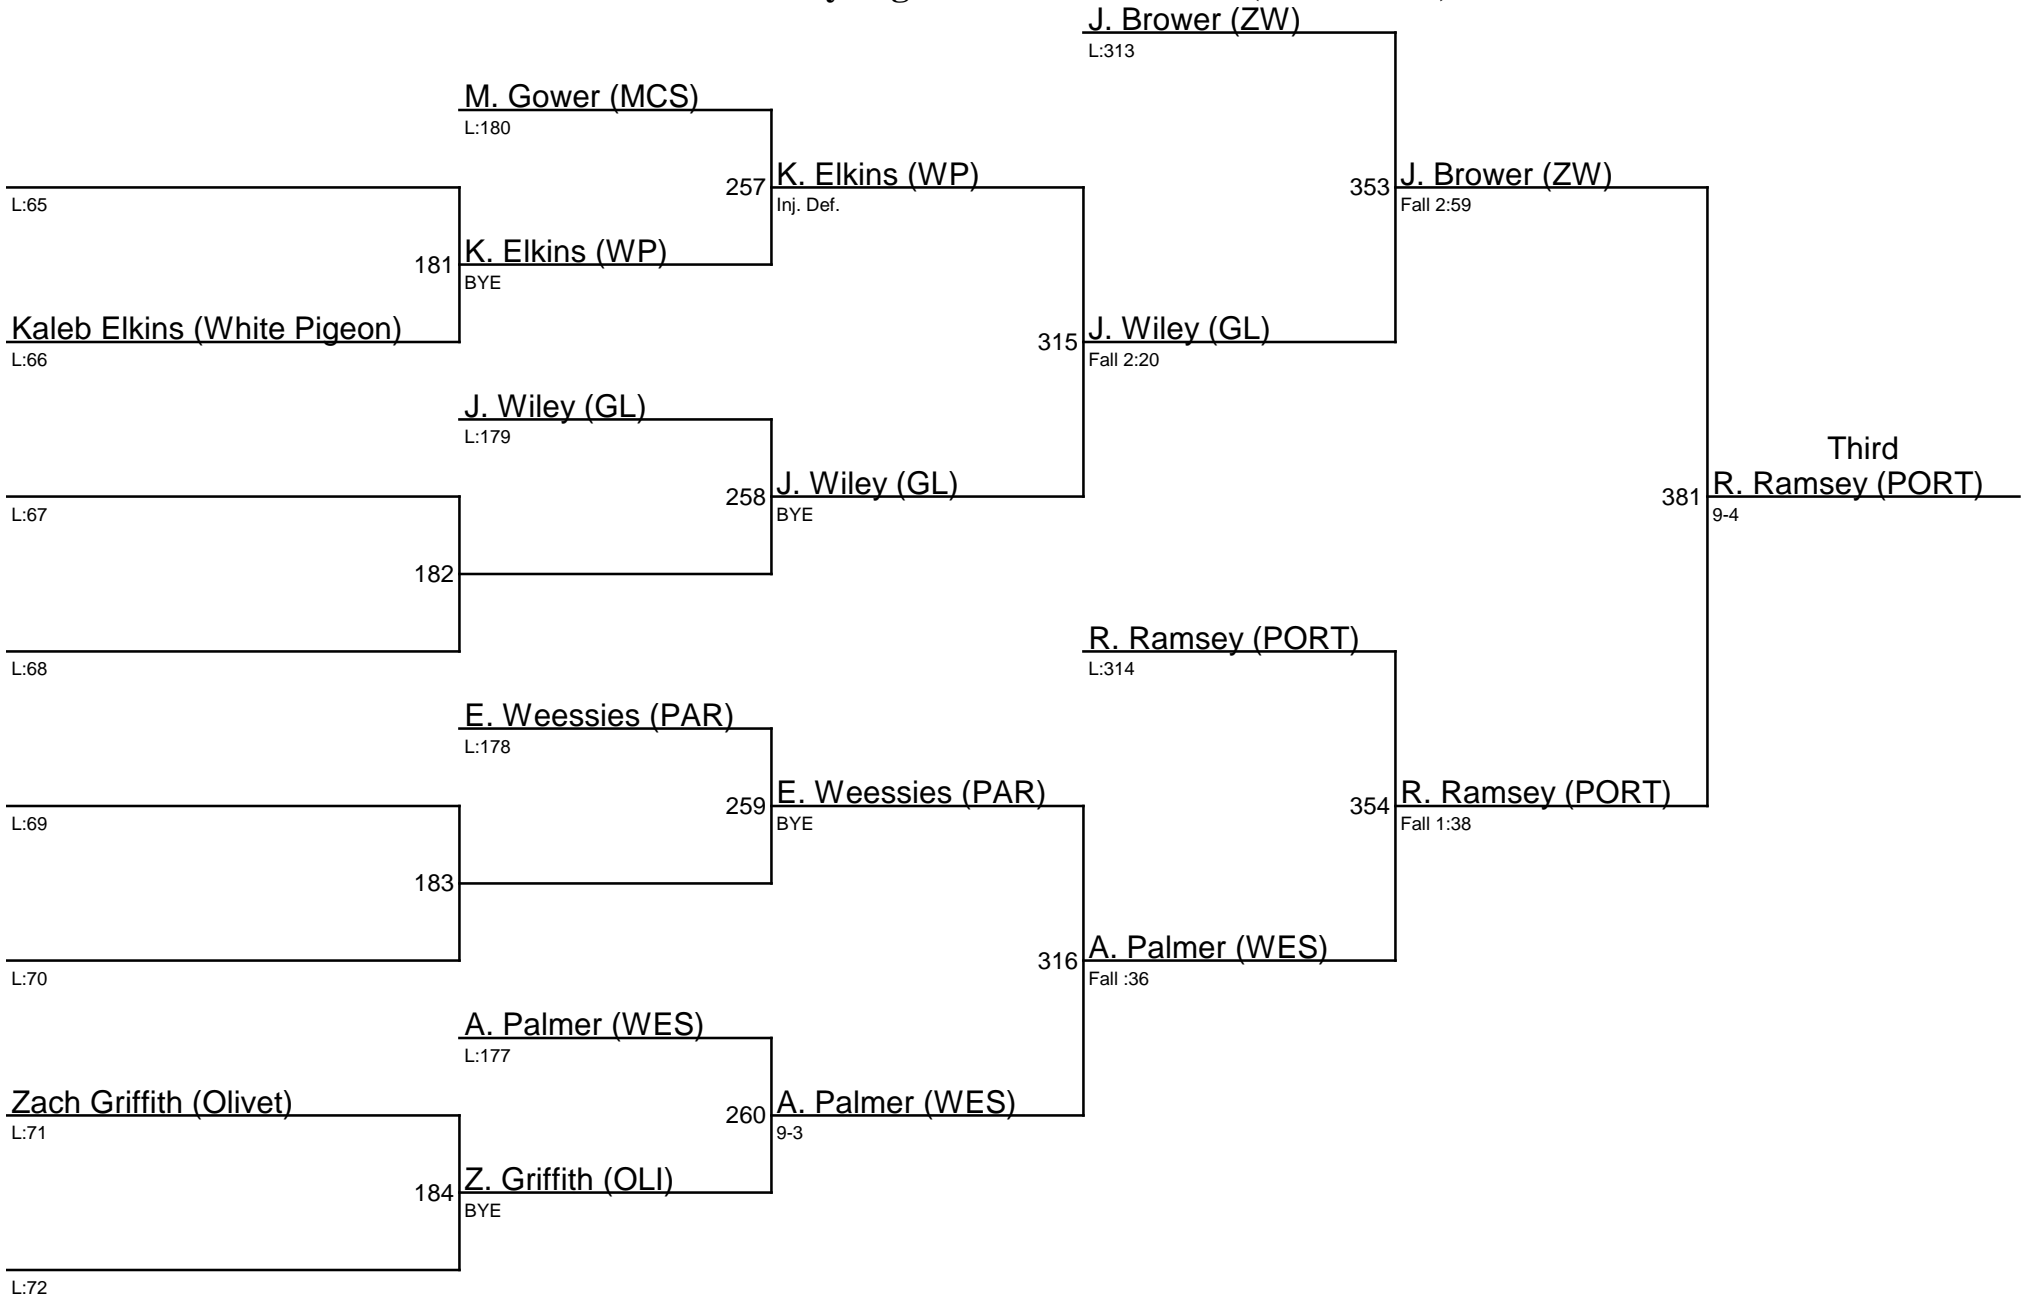 J. Brower (ZW)
L:313
M. Gower (MCS)
L:180
257
K. Elkins (WP)
Inj. Def.
353
J. Brower (ZW)
Fall 2:59
L:65
181
K. Elkins (WP)
BYE
Kaleb Elkins (White Pigeon)
L:66
315
J. Wiley (GL)
Fall 2:20
J. Wiley (GL)
L:179
Third
L:67
258
J. Wiley (GL)
BYE
381
R. Ramsey (PORT)
9-4
182
L:68
R. Ramsey (PORT)
L:314
E. Weessies (PAR)
L:178
L:69
259
E. Weessies (PAR)
BYE
354
R. Ramsey (PORT)
Fall 1:38
183
L:70
316
A. Palmer (WES)
Fall :36
A. Palmer (WES)
L:177
Zach Griffith (Olivet)
L:71
260
A. Palmer (WES)
9-3
184
Z. Griffith (OLI)
BYE
L:72